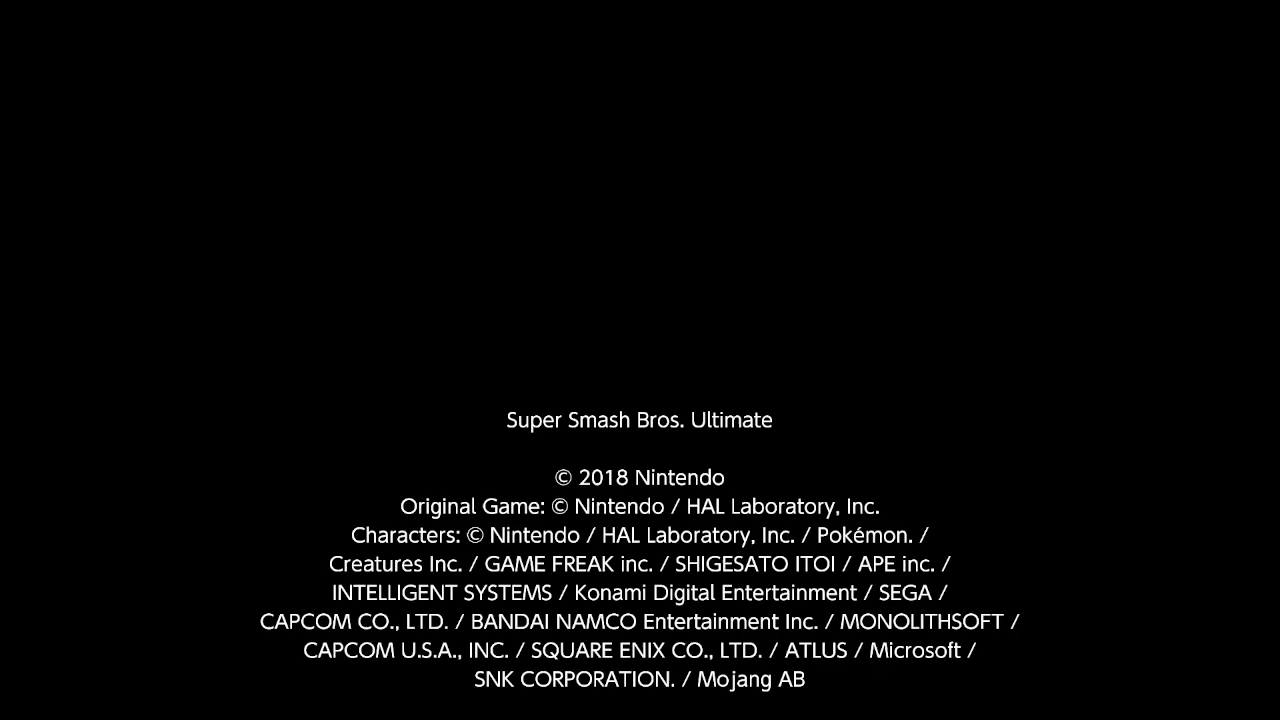 Super Smash Bros. Ultimate
© 2018 Nintendo
Original Game: © Nintendo / HAL Laboratory, Inc.
Characters: © Nintendo / HAL Laboratory, Inc. / Pokémon. /
Creatures Inc. / GAME FREAK inc. / SHIGESATO ITOI / APE inc. /
INTELLIGENT SYSTEMS / Konami Digital Entertainment / SEGA /
CAPCOM CO., LTD. / BANDAI NAMCO Entertainment Inc. / MONOLITHSOFT /
CAPCOM U.S.A., INC. / SQUARE ENIX CO., LTD. / ATLUS / Microsoft /
SNK CORPORATION. / Mojang AB